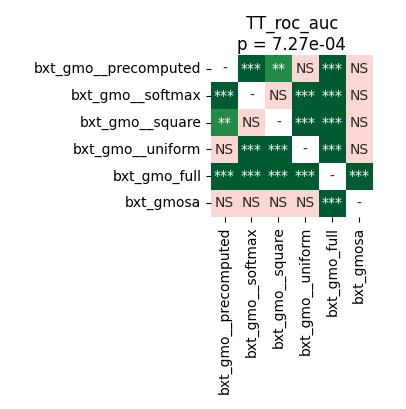 TT_roc_auc
p = 7.27e-04
bxt_gmo__precomputed - *** ** NS *** NS
bxt_gmo__softmax *** - NS *** *** NS
bxt_gmo__square ** NS - *** *** NS
bxt_gmo__uniform NS *** *** - *** NS
bxt_gmo_full *** *** *** *** - ***
bxt_gmosa NS NS NS NS *** -
bxt_gmo__precomputed
bxt_gmo__softmax
bxt_gmo__square
bxt_gmo__uniform
bxt_gmo_full
bxt_gmosa